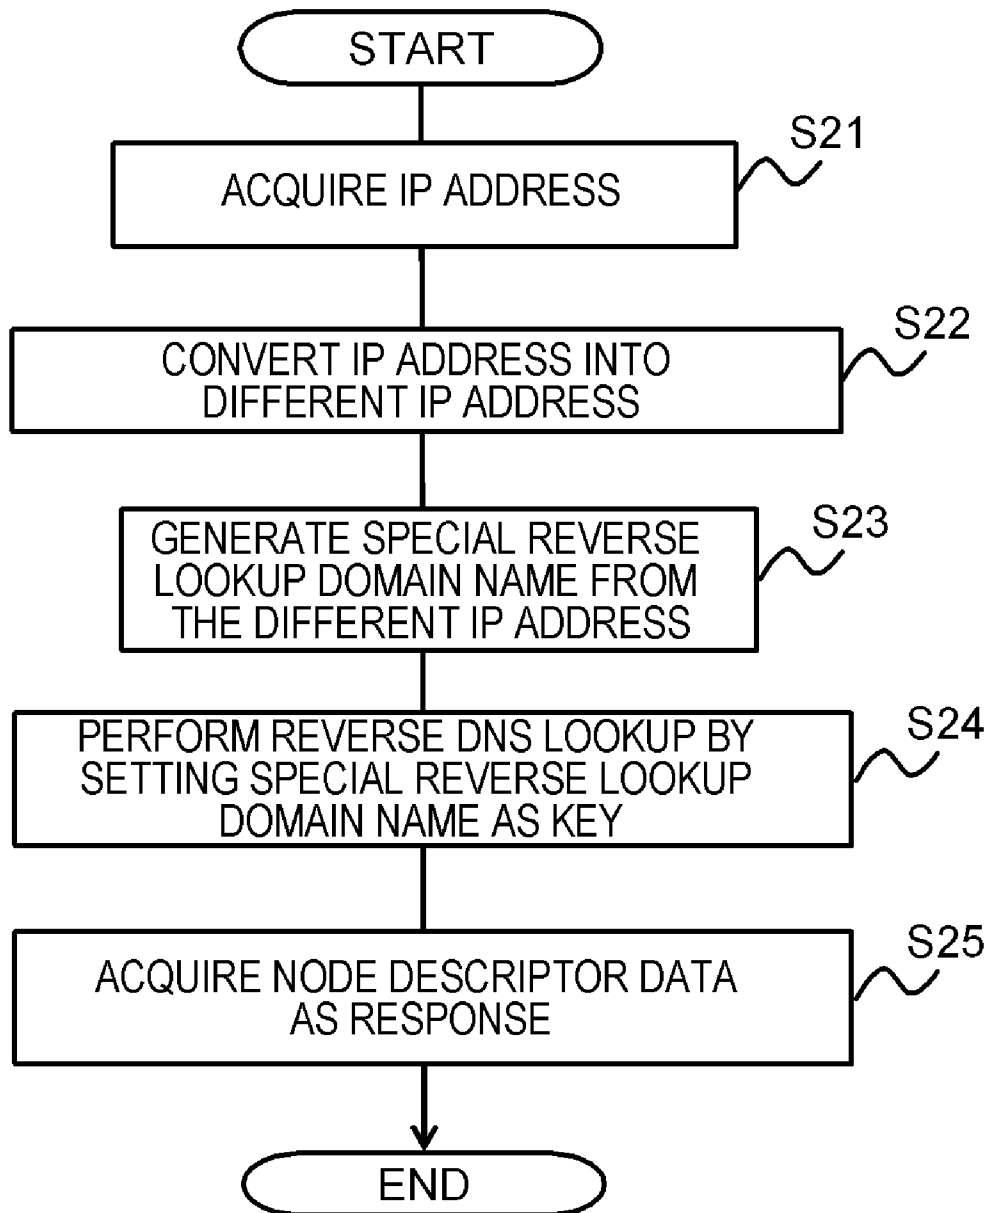 START
S21
ACQUIRE IP ADDRESS
S22
CONVERT IP ADDRESS INTO
DIFFERENT IP ADDRESS
S23
GENERATE SPECIAL REVERSE
LOOKUP DOMAIN NAME FROM
THE DIFFERENT IP ADDRESS
S24
PERFORM REVERSE DNS LOOKUP BY
SETTING SPECIAL REVERSE LOOKUP
DOMAIN NAME AS KEY
S25
ACQUIRE NODE DESCRIPTOR DATA
AS RESPONSE
END